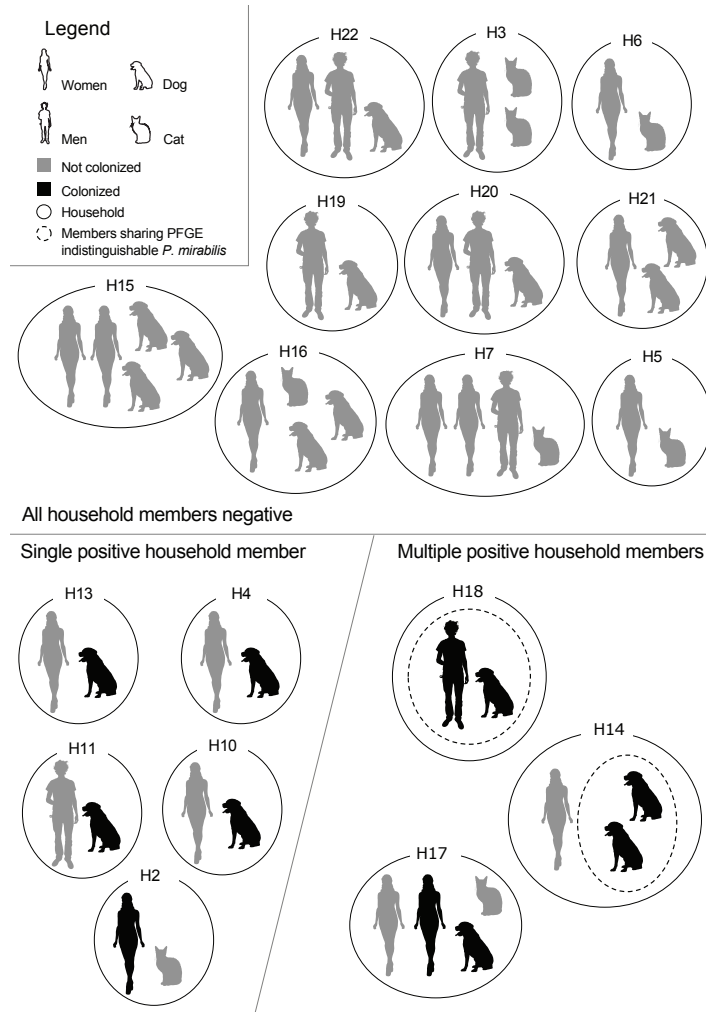 Legend
Women
Dog
Men
Cat
Not colonized
Colonized
Household
Members sharing PFGE
indistinguishable P. mirabilis
H22
H3
H6
H19
H20
H21
H15
H16
H7
H5
All household members negative
Single positive household member
Multiple positive household members
H13
H4
H18
H11
H10
H14
H2
H17